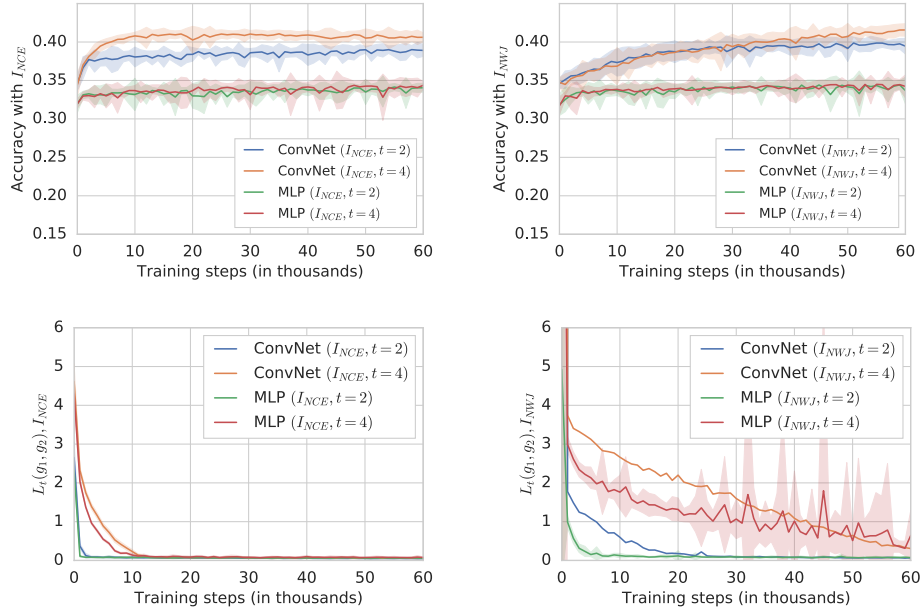 Accuracy with I_NCE
0.40
0.35
0.30
0.25
0.20
0.15
ConvNet (I_NCE, t=2)
ConvNet (I_NCE, t=4)
MLP (I_NCE, t=2)
MLP (I_NCE, t=4)
0 10 20 30 40 50 60
Training steps (in thousands)
Accuracy with I_NWJ
0.40
0.35
0.30
0.25
0.20
0.15
ConvNet (I_NWJ, t=2)
ConvNet (I_NWJ, t=4)
MLP (I_NWJ, t=2)
MLP (I_NWJ, t=4)
0 10 20 30 40 50 60
Training steps (in thousands)
L_t(g_1, g_2), I_NCE
6
5
4
3
2
1
0
ConvNet (I_NCE, t=2)
ConvNet (I_NCE, t=4)
MLP (I_NCE, t=2)
MLP (I_NCE, t=4)
0 10 20 30 40 50 60
Training steps (in thousands)
L_t(g_1, g_2), I_NWJ
6
5
4
3
2
1
0
ConvNet (I_NWJ, t=2)
ConvNet (I_NWJ, t=4)
MLP (I_NWJ, t=2)
MLP (I_NWJ, t=4)
0 10 20 30 40 50 60
Training steps (in thousands)